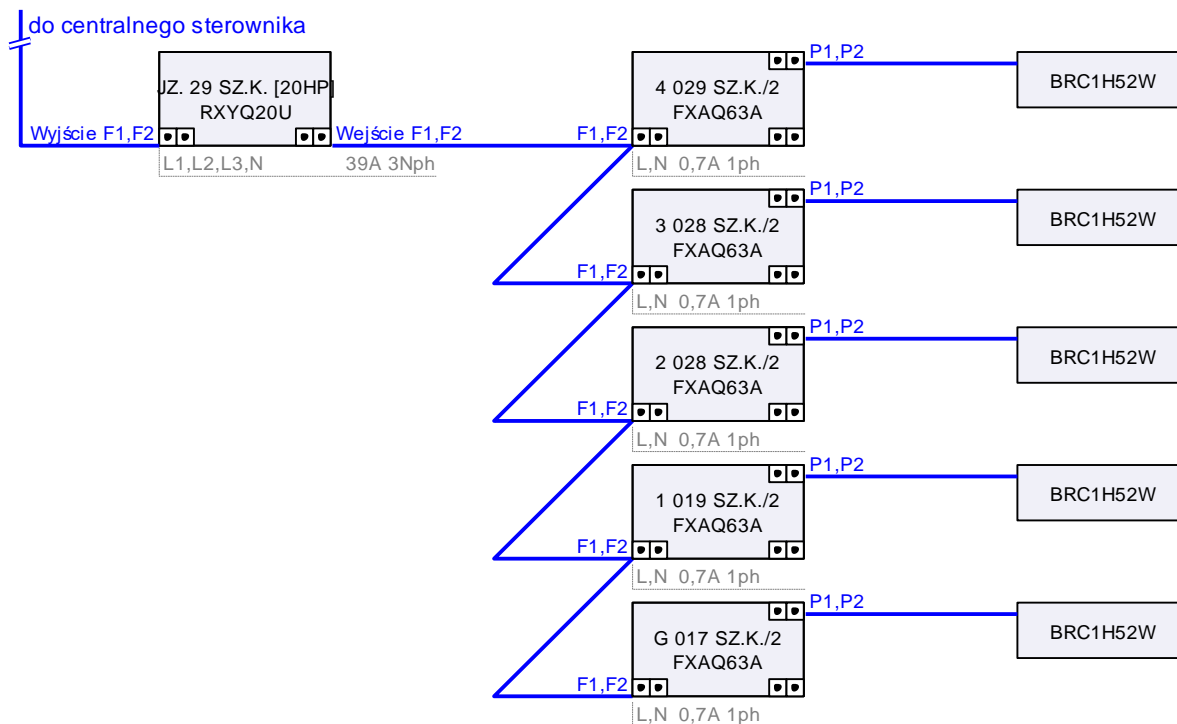 do centralnego sterownika
JZ. 29 SZ.K. [20HP]
RXYQ20U
Wyjście F1,F2
Wejście F1,F2
L1,L2,L3,N 39A 3Nph
4 029 SZ.K./2
FXAQ63A
F1,F2
L,N 0,7A 1ph
P1,P2
BRC1H52W
3 028 SZ.K./2
FXAQ63A
F1,F2
L,N 0,7A 1ph
P1,P2
BRC1H52W
2 028 SZ.K./2
FXAQ63A
F1,F2
L,N 0,7A 1ph
P1,P2
BRC1H52W
1 019 SZ.K./2
FXAQ63A
F1,F2
L,N 0,7A 1ph
P1,P2
BRC1H52W
G 017 SZ.K./2
FXAQ63A
F1,F2
L,N 0,7A 1ph
P1,P2
BRC1H52W